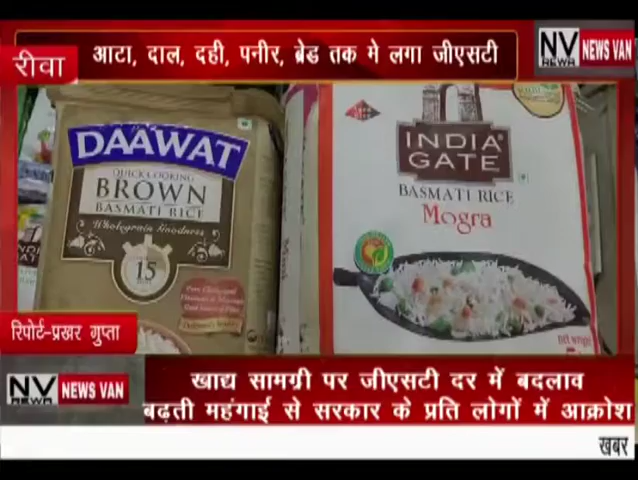 आटा, दाल, दही, पनीर, ब्रेड तक मे लगा जीएसटी
NV NEWS VAN
REWA
रीवा
DAAWAT
QUICK COOKING
BROWN
BASMATI RICE
Wholegrain Goodness
15
INDIA
GATE
BASMATI RICE
Mogra
रिपोर्ट-प्रखर गुप्ता
NV NEWS VAN
REWA
खाद्य सामग्री पर जीएसटी दर में बदलाव
बढ़ती महंगाई से सरकार के प्रति लोगों में आक्रोश
खबर